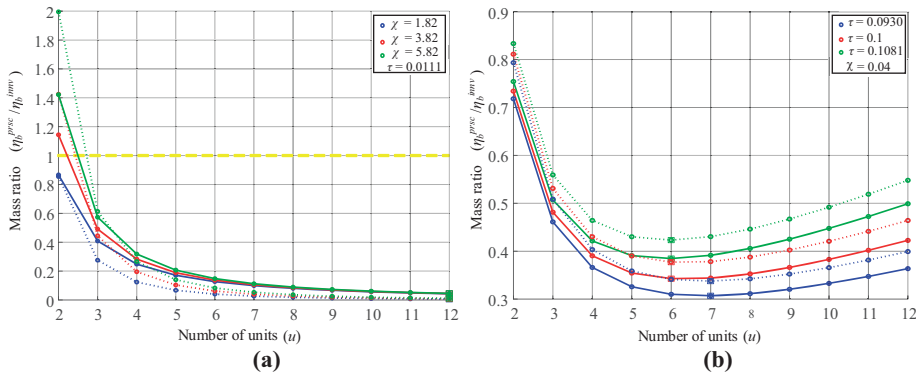 2
1.8
1.6
1.4
1.2
1
0.8
0.6
0.4
0.2
0
Mass ratio (η_b^prsc / η_b^innv)
χ = 1.82
χ = 3.82
χ = 5.82
τ = 0.0111
2 3 4 5 6 7 8 9 10 11 12
Number of units (u)
(a)
0.9
0.8
0.7
0.6
0.5
0.4
0.3
Mass ratio (η_b^prsc / η_b^innv)
τ = 0.0930
τ = 0.1
τ = 0.1081
χ = 0.04
2 3 4 5 6 7 8 9 10 11 12
Number of units (u)
(b)